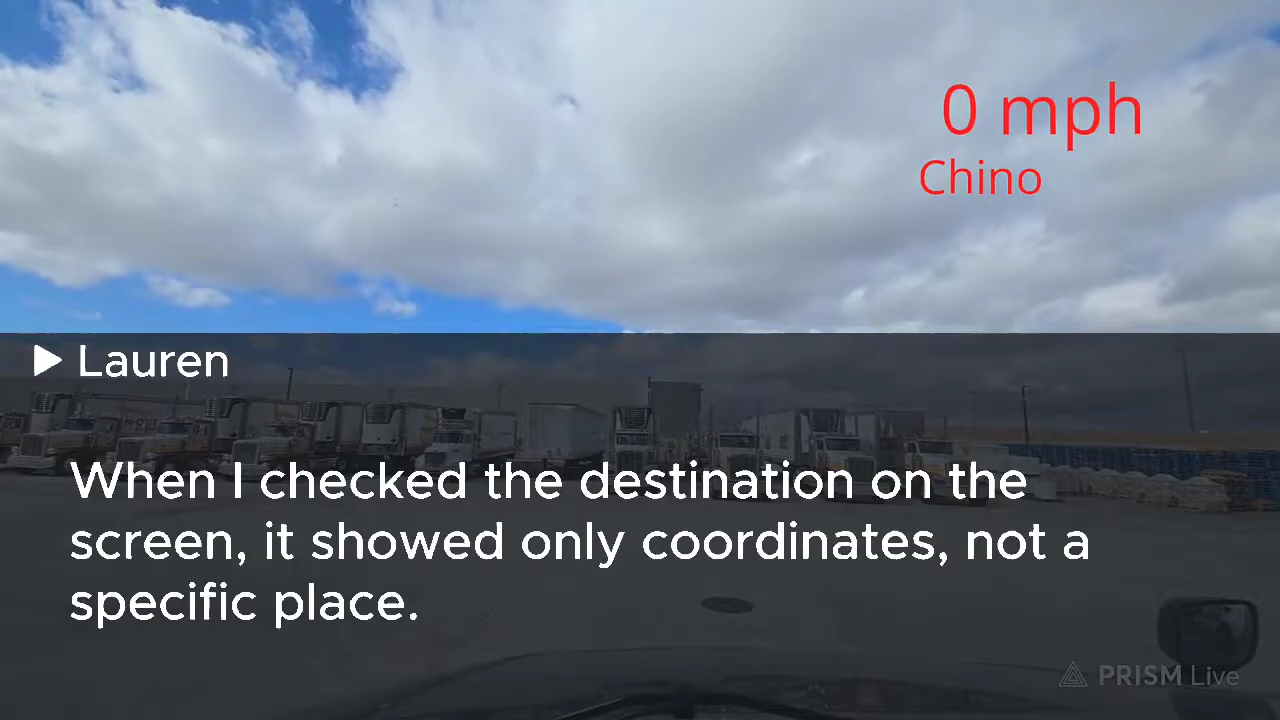 0 mph
Chino
Lauren
When I checked the destination on the
screen, it showed only coordinates, not a
specific place.
PRISM Live